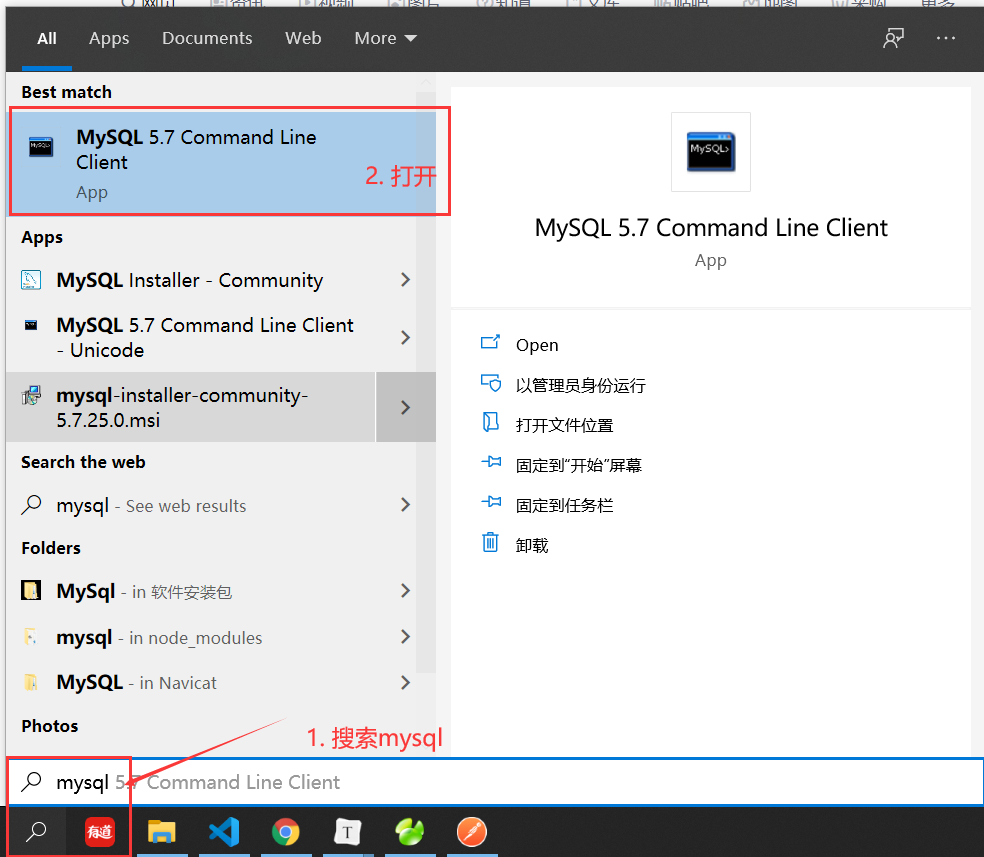 All Apps Documents Web More
Best match
MySQL 5.7 Command Line
Client
App
2. 打开
Apps
MySQL Installer - Community
MySQL 5.7 Command Line Client
- Unicode
mysql-installer-community-
5.7.25.0.msi
Search the web
mysql - See web results
Folders
MySql - in 软件安装包
mysql - in node_modules
MySQL - in Navicat
Photos
1. 搜索mysql
mysql 5.7 Command Line Client
MySQL>
MySQL 5.7 Command Line Client
App
Open
以管理员身份运行
打开文件位置
固定到“开始”屏幕
固定到任务栏
卸载
有道
T